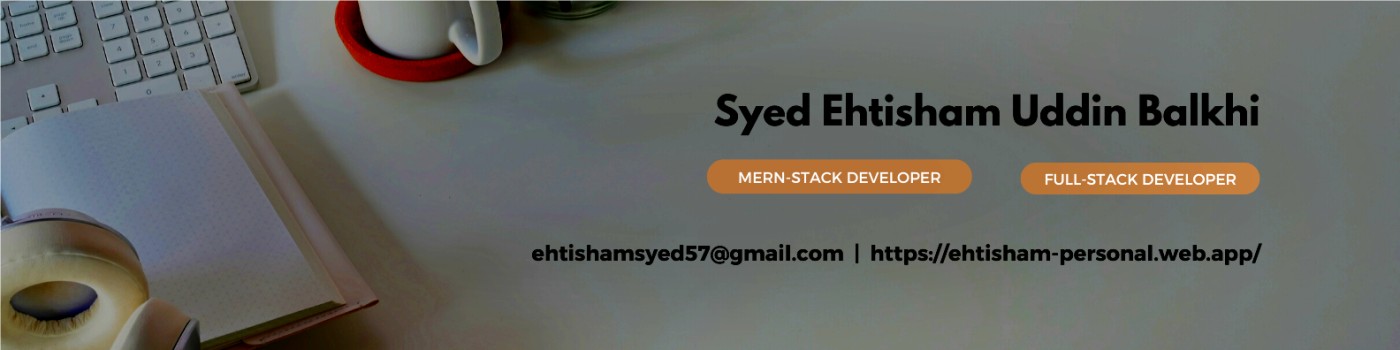 Syed Ehtisham Uddin Balkhi
MERN-STACK DEVELOPER
FULL-STACK DEVELOPER
ehtishamsyed57@gmail.com | https://ehtisham-personal.web.app/